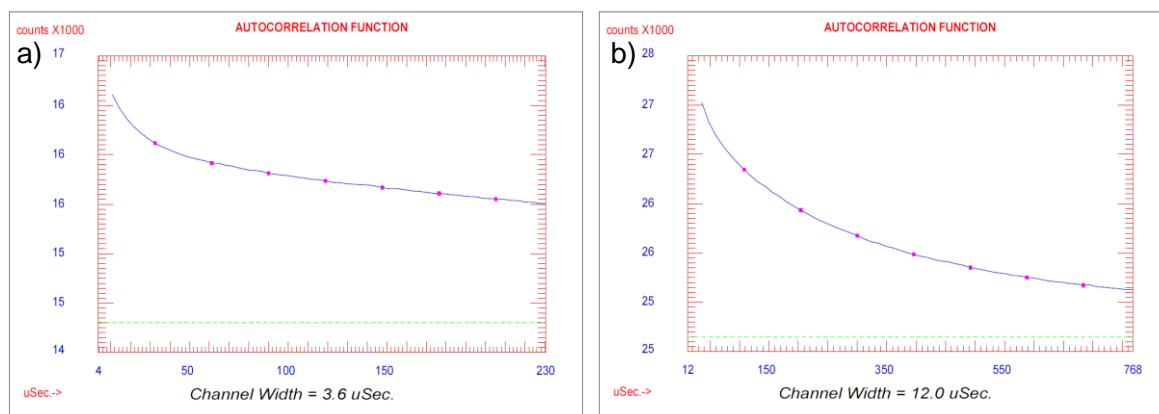 a)
counts X1000
AUTOCORRELATION FUNCTION
17
16
16
16
15
15
14
4
50
100
150
230
uSec.->
Channel Width = 3.6 uSec.
b)
counts X1000
AUTOCORRELATION FUNCTION
28
27
27
26
26
25
25
12
150
350
550
768
uSec.->
Channel Width = 12.0 uSec.